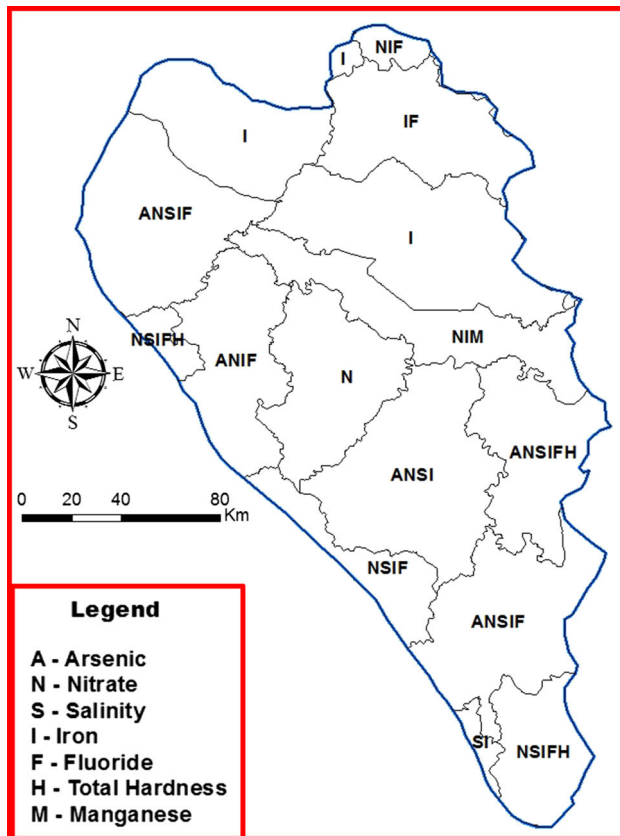 NIF
I
IF
I
ANSIF
I
NSIFH
ANIF
NIM
N
N
W
E
S
ANSIFH
ANSI
0 20 40 80
Km
NSIF
ANSIF
SI
NSIFH
Legend
A - Arsenic
N - Nitrate
S - Salinity
I - Iron
F - Fluoride
H - Total Hardness
M - Manganese